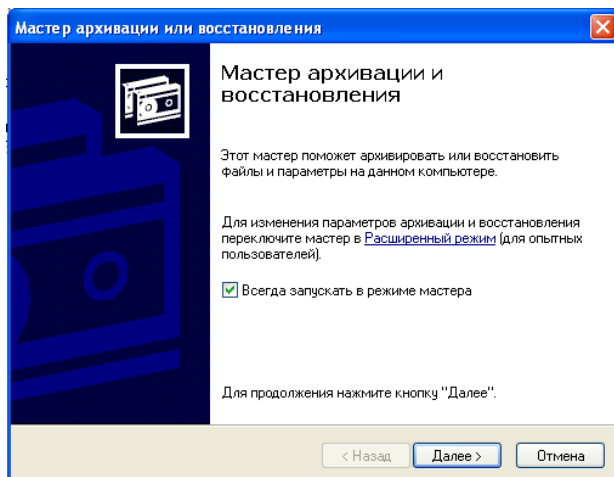 Мастер архивации или восстановления
Мастер архивации и
восстановления
Этот мастер поможет архивировать или восстановить
файлы и параметры на данном компьютере.
Для изменения параметров архивации и восстановления
переключите мастер в Расширенный режим (для опытных
пользователей).
Всегда запускать в режиме мастера
Для продолжения нажмите кнопку "Далее".
< Назад Далее > Отмена